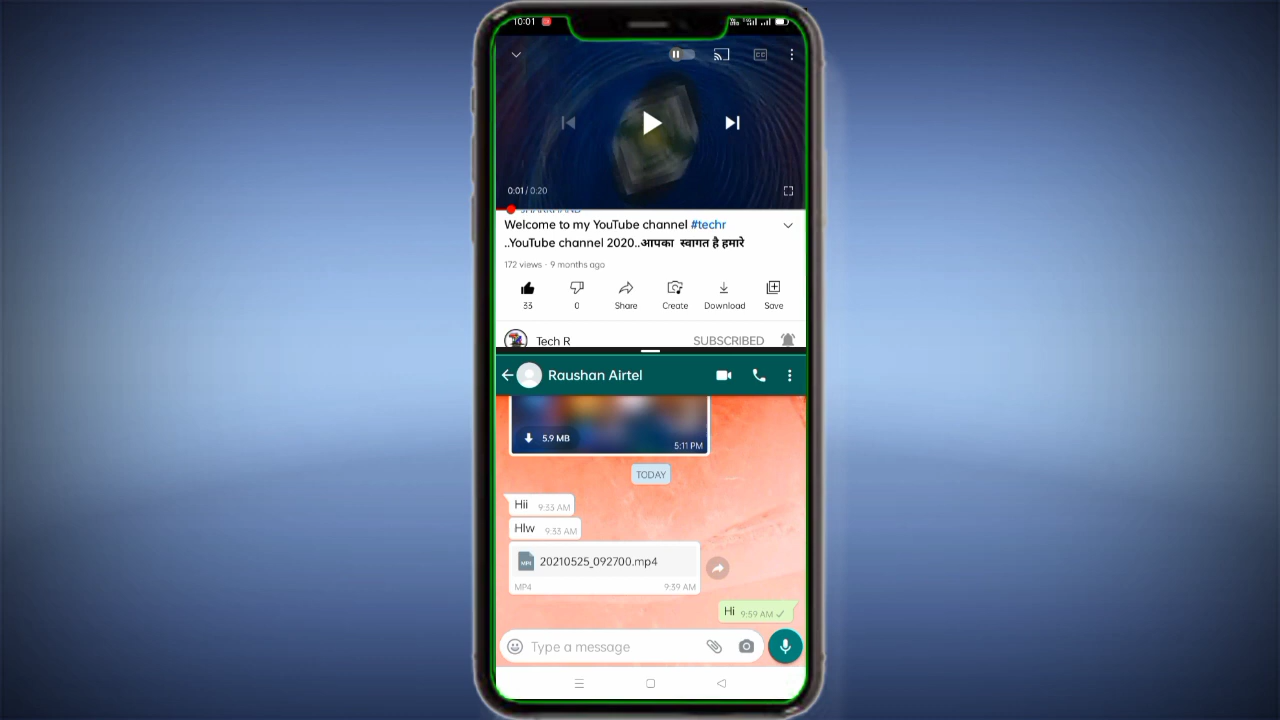 10:01
CC
0:01 / 0:20
Welcome to my YouTube channel #techr
..YouTube channel 2020..आपका स्वागत है हमारे
172 views · 9 months ago
33
0
Share
Create
Download
Save
Tech R
SUBSCRIBED
Raushan Airtel
5.9 MB
5:11 PM
TODAY
Hii 9:33 AM
Hlw 9:33 AM
20210525_092700.mp4
MP4 9:39 AM
Hi 9:59 AM
Type a message